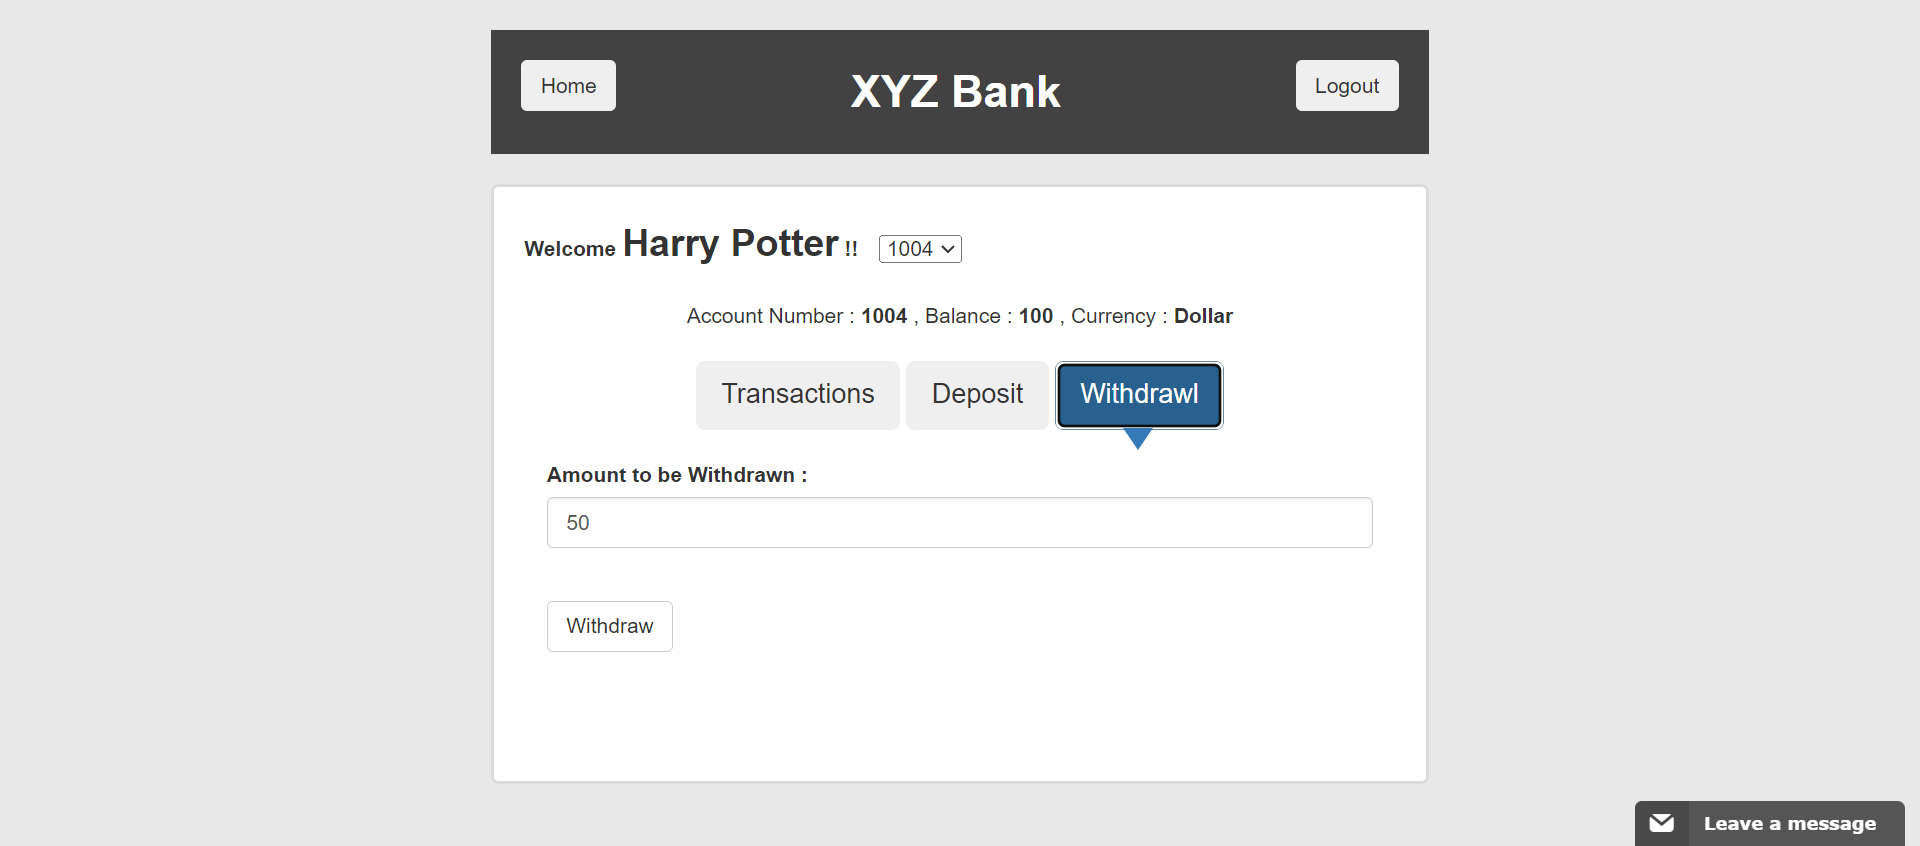 Home XYZ Bank Logout
Welcome Harry Potter !! 1004
Account Number : 1004 , Balance : 100 , Currency : Dollar
Transactions Deposit Withdrawl
Amount to be Withdrawn :
50
Withdraw
Leave a message